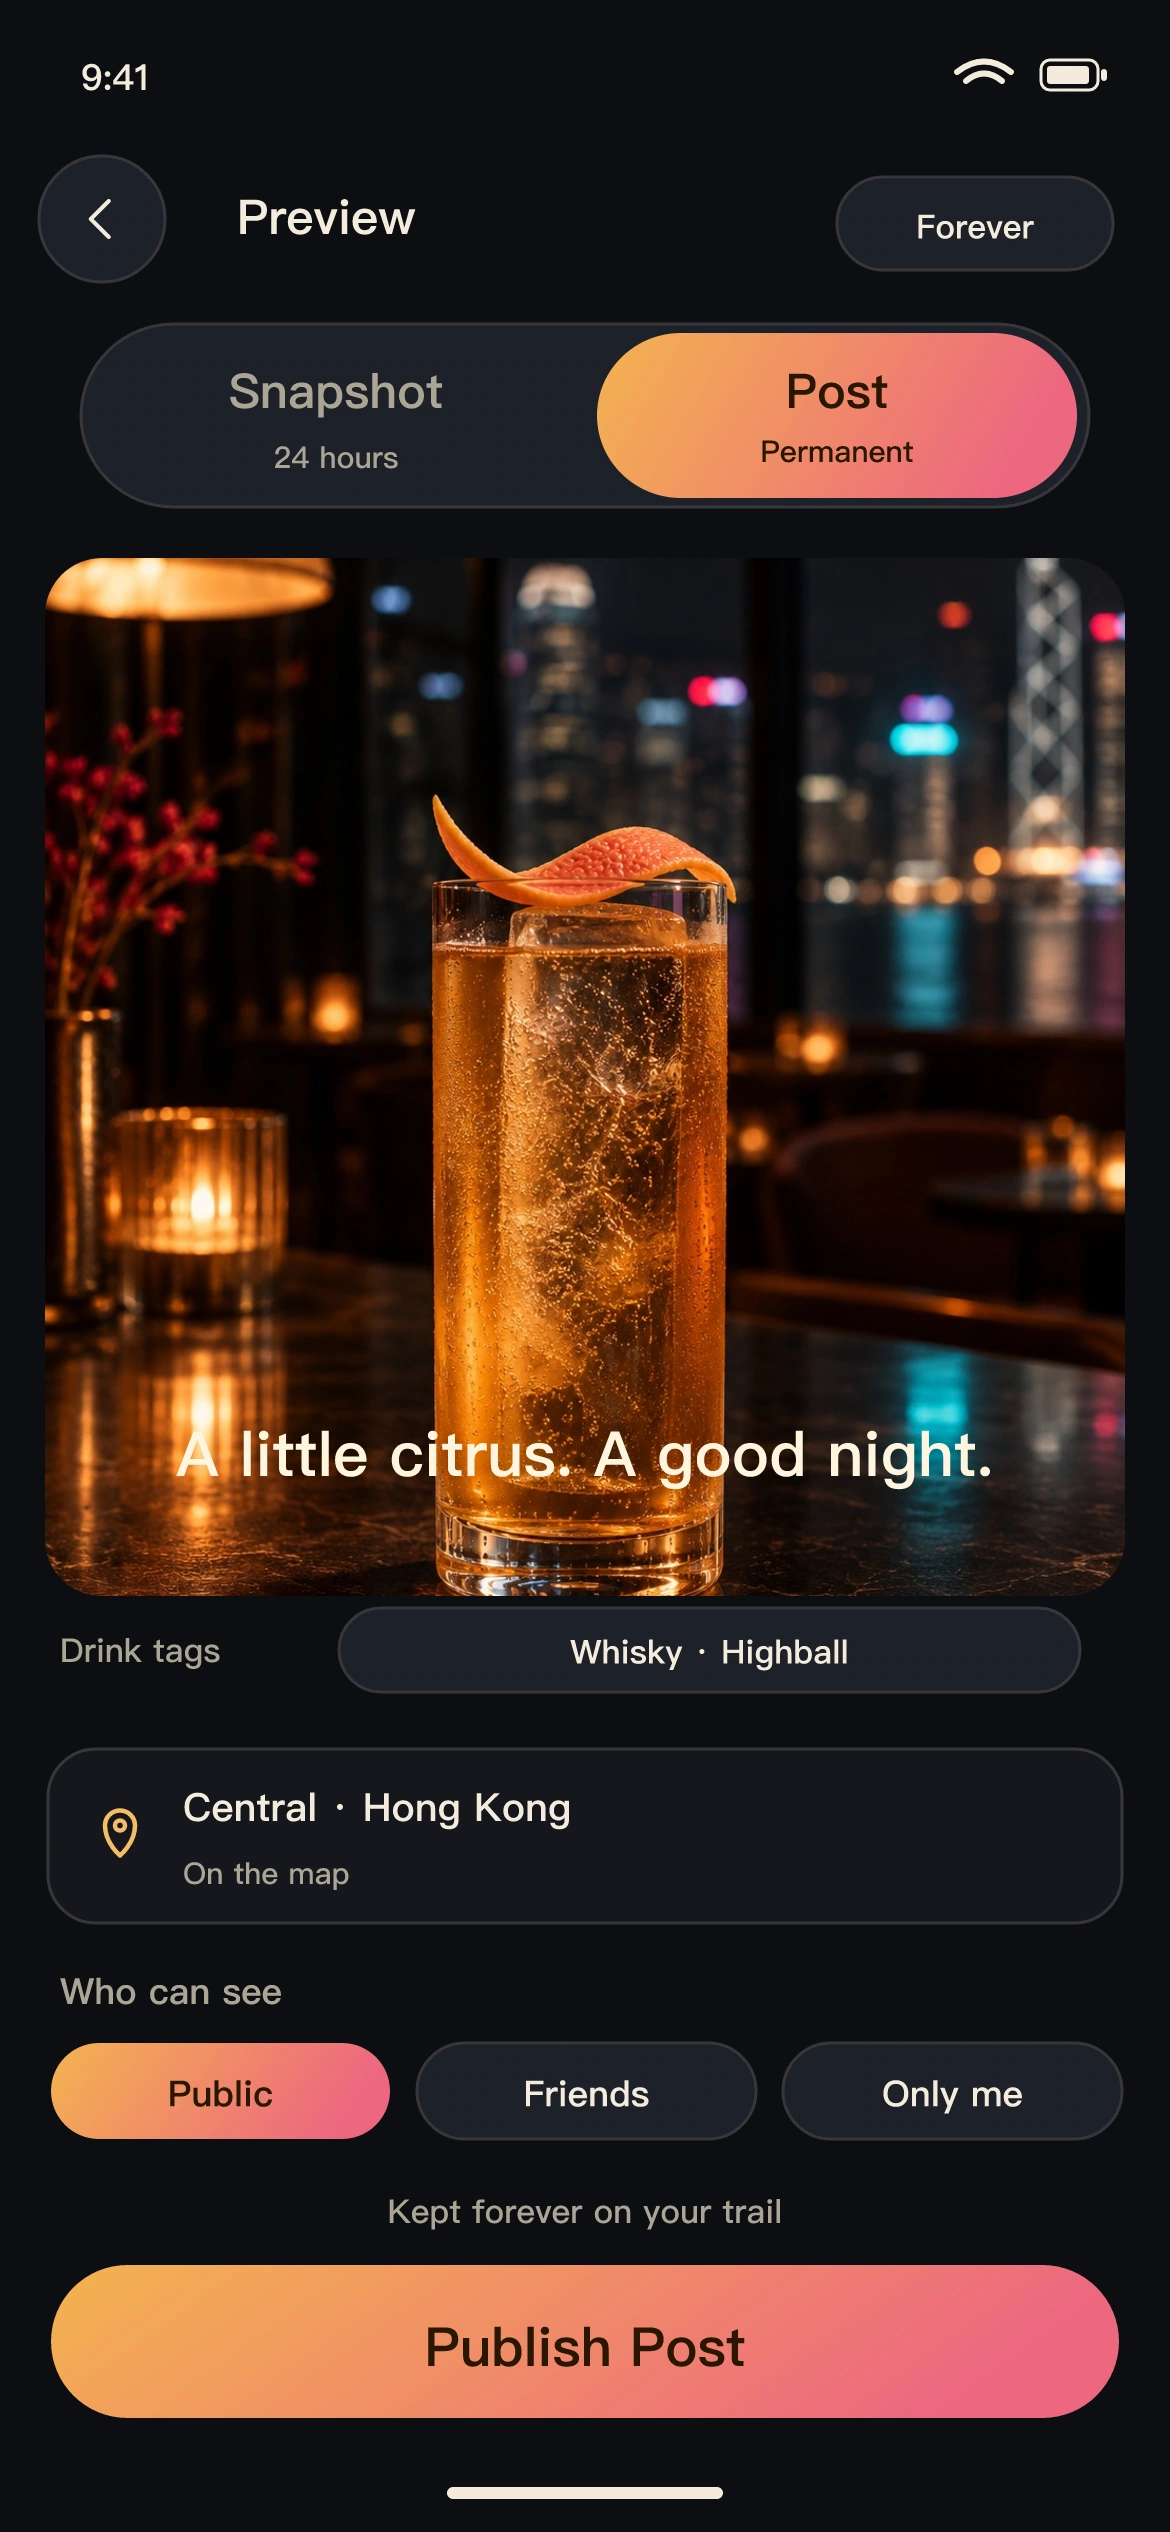 9:41
Preview
Forever
Snapshot
24 hours
Post
Permanent
A little citrus. A good night.
Drink tags
Whisky · Highball
Central · Hong Kong
On the map
Who can see
Public
Friends
Only me
Kept forever on your trail
Publish Post